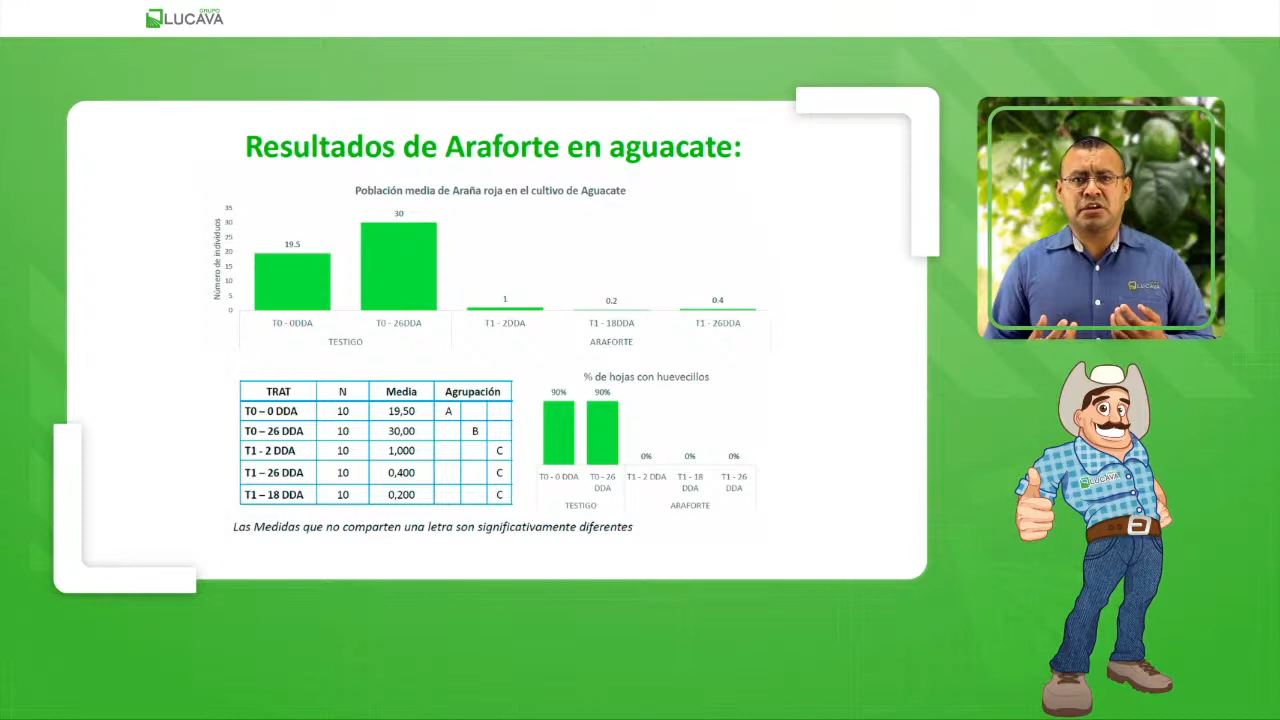 GRUPO
LUCAVA
Resultados de Araforte en aguacate:
Población media de Araña roja en el cultivo de Aguacate
Número de individuos
35
30
25
20
15
10
5
0
19.5
30
1
0.2
0.4
T0 - 0DDA
T0 - 26DDA
T1 - 2DDA
T1 - 18DDA
T1 - 26DDA
TESTIGO
ARAFORTE
TRAT N Media Agrupación
T0 – 0 DDA 10 19,50 A
T0 – 26 DDA 10 30,00 B
T1 - 2 DDA 10 1,000 C
T1 – 26 DDA 10 0,400 C
T1 – 18 DDA 10 0,200 C
% de hojas con huevecillos
90%
90%
0%
0%
0%
T0 - 0 DDA
T0 - 26
DDA
T1 - 2 DDA
T1 - 18
DDA
T1 - 26
DDA
TESTIGO
ARAFORTE
Las Medidas que no comparten una letra son significativamente diferentes
LUCAVA
LUCAVA